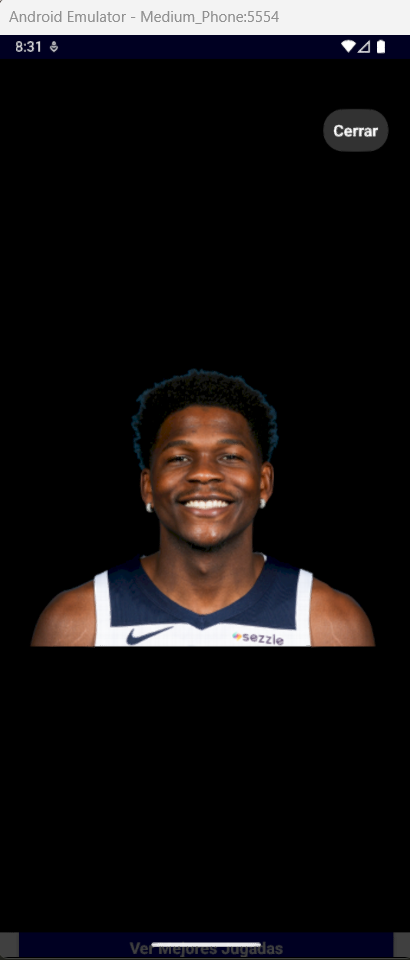 Android Emulator - Medium_Phone:5554
8:31
Cerrar
sezzle
Ver Mejores Jugadas